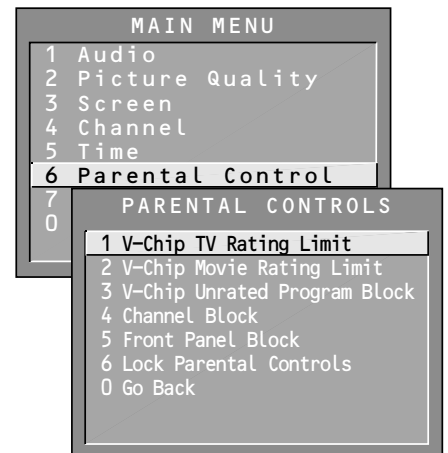 MAIN MENU
1 Audio
2 Picture Quality
3 Screen
4 Channel
5 Time
6 Parental Control
7
0
PARENTAL CONTROLS
1 V-Chip TV Rating Limit
2 V-Chip Movie Rating Limit
3 V-Chip Unrated Program Block
4 Channel Block
5 Front Panel Block
6 Lock Parental Controls
0 Go Back